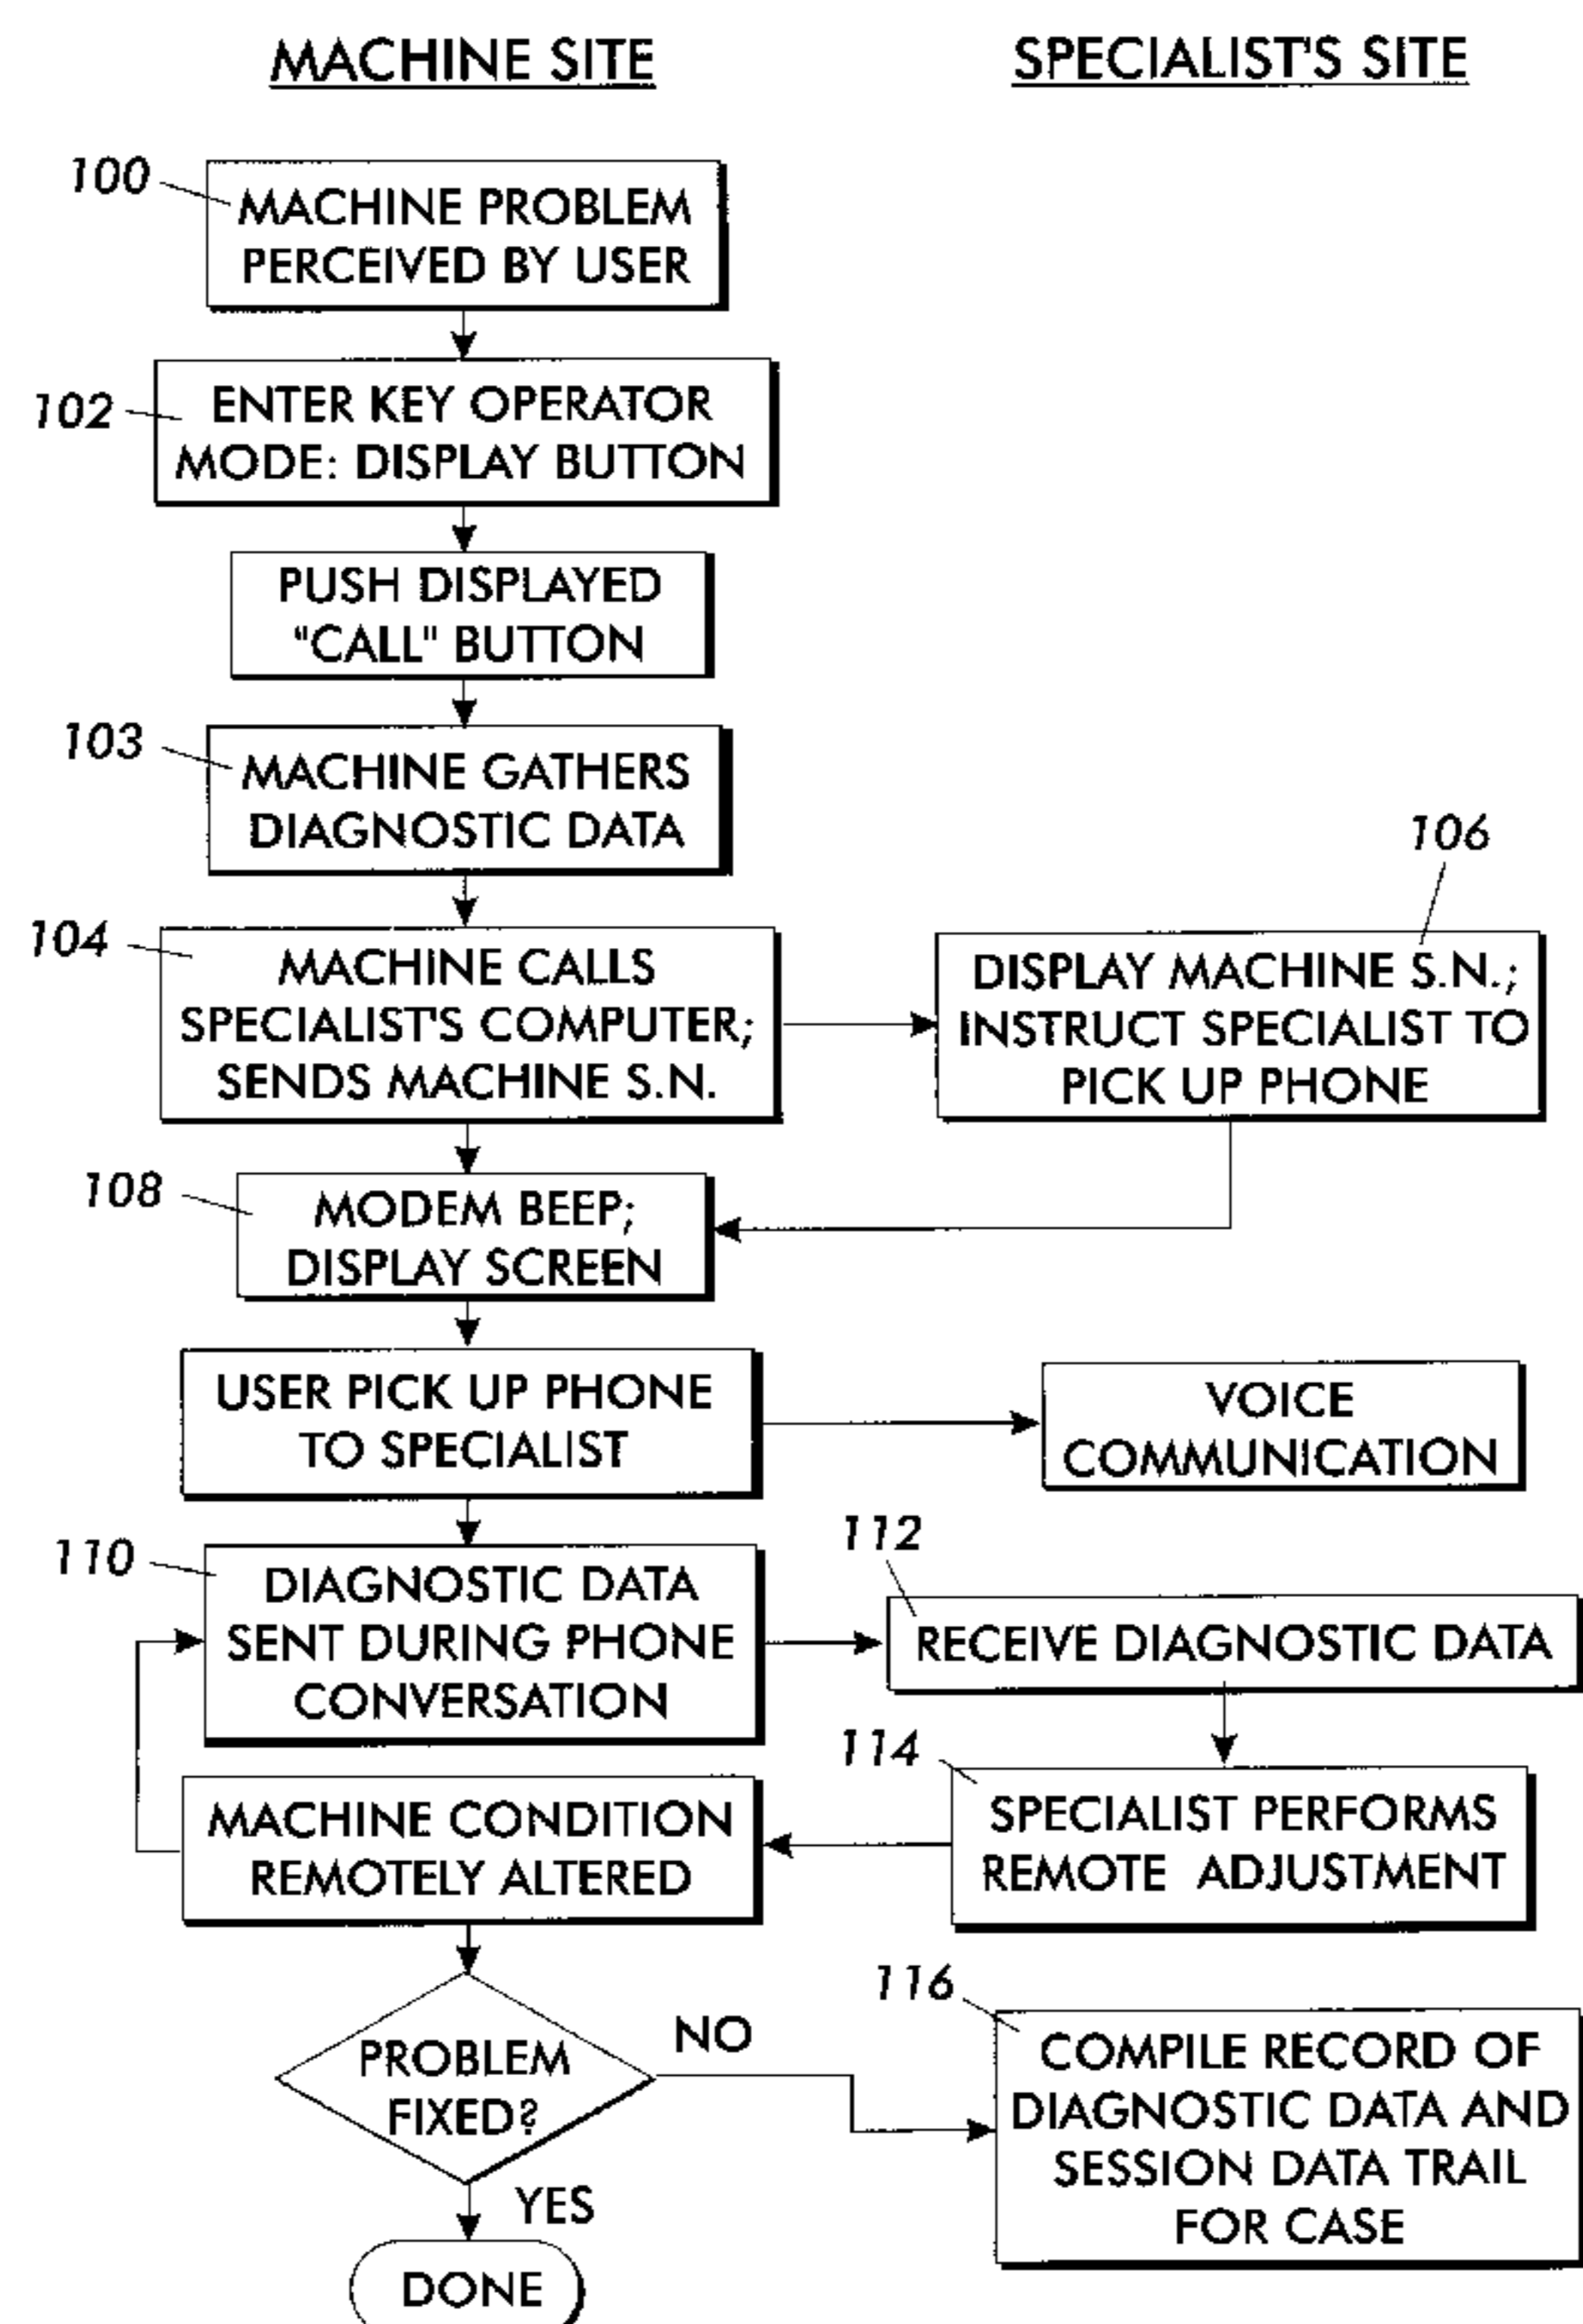 MACHINE SITE
SPECIALIST'S SITE
100
MACHINE PROBLEM
PERCEIVED BY USER
102
ENTER KEY OPERATOR
MODE: DISPLAY BUTTON
PUSH DISPLAYED
"CALL" BUTTON
103
MACHINE GATHERS
DIAGNOSTIC DATA
104
MACHINE CALLS
SPECIALIST'S COMPUTER;
SENDS MACHINE S.N.
106
DISPLAY MACHINE S.N.;
INSTRUCT SPECIALIST TO
PICK UP PHONE
108
MODEM BEEP;
DISPLAY SCREEN
USER PICK UP PHONE
TO SPECIALIST
VOICE
COMMUNICATION
110
DIAGNOSTIC DATA
SENT DURING PHONE
CONVERSATION
112
RECEIVE DIAGNOSTIC DATA
114
SPECIALIST PERFORMS
REMOTE ADJUSTMENT
MACHINE CONDITION
REMOTELY ALTERED
PROBLEM
FIXED?
NO
YES
116
COMPILE RECORD OF
DIAGNOSTIC DATA AND
SESSION DATA TRAIL
FOR CASE
DONE